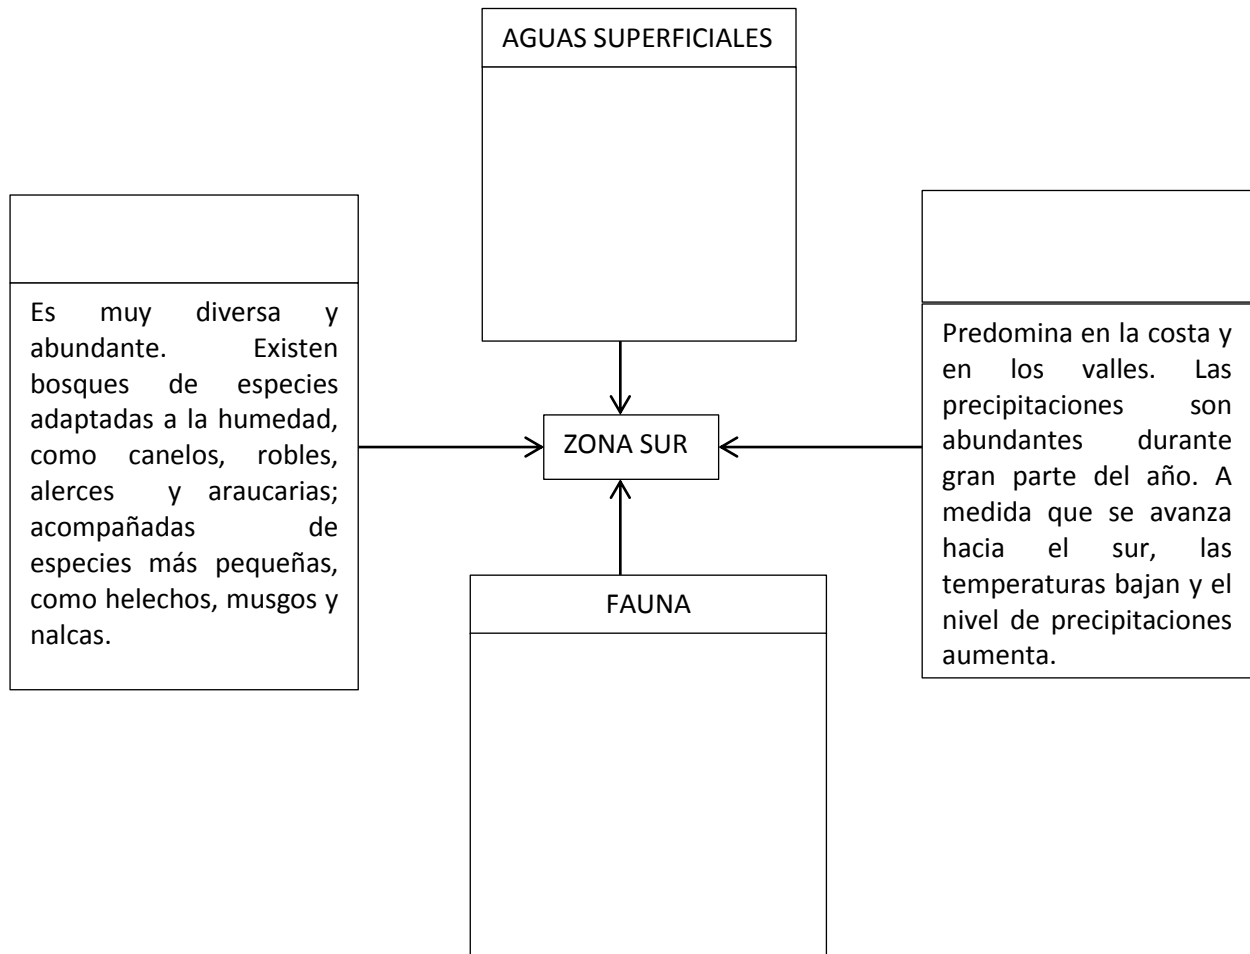 AGUAS SUPERFICIALES
Es muy diversa y
abundante. Existen
bosques de especies
adaptadas a la humedad,
como canelos, robles,
alerces y araucarias;
acompañadas de
especies más pequeñas,
como helechos, musgos y
nalcas.
ZONA SUR
Predomina en la costa y
en los valles. Las
precipitaciones son
abundantes durante
gran parte del año. A
medida que se avanza
hacia el sur, las
temperaturas bajan y el
nivel de precipitaciones
aumenta.
FAUNA